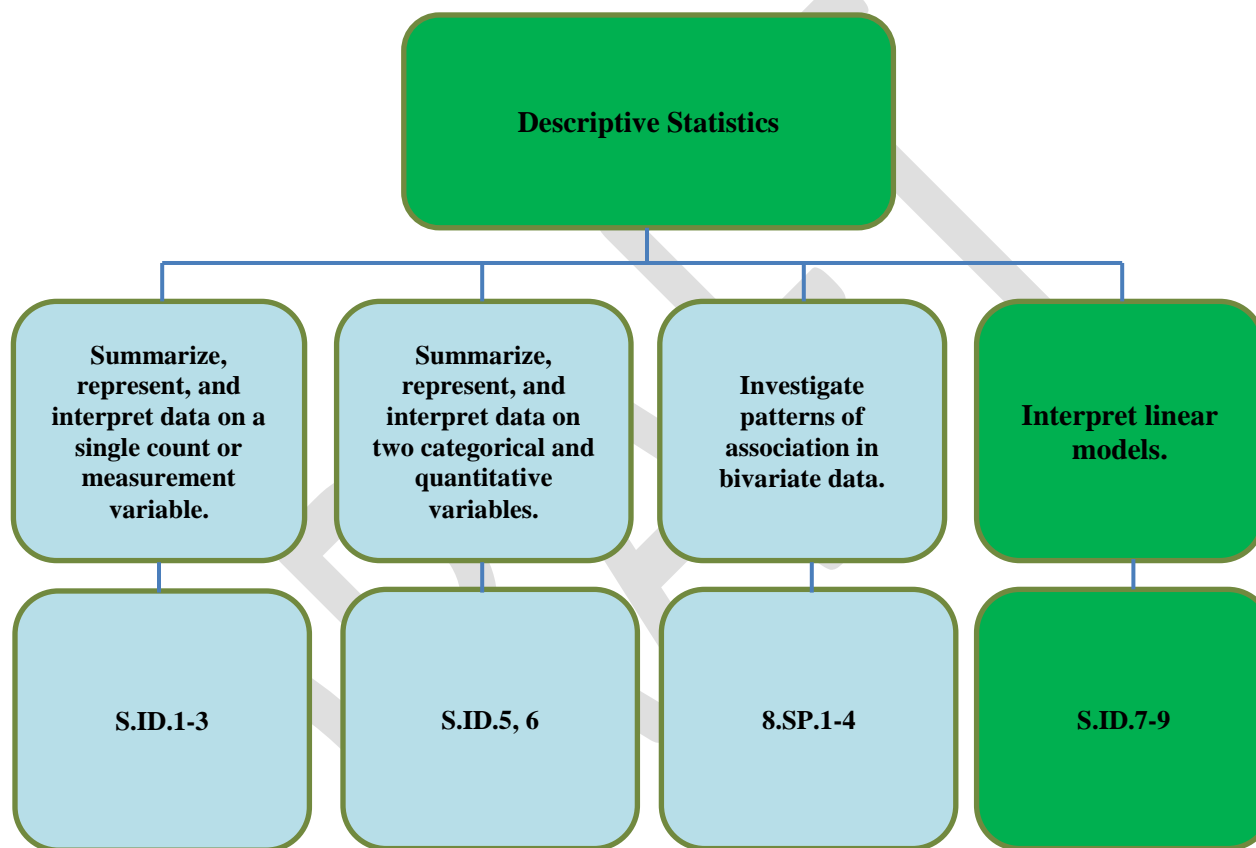 Descriptive Statistics
Summarize,
represent, and
interpret data on a
single count or
measurement
variable.
Summarize,
represent, and
interpret data on
two categorical and
quantitative
variables.
Investigate
patterns of
association in
bivariate data.
Interpret linear
models.
S.ID.1-3
S.ID.5, 6
8.SP.1-4
S.ID.7-9